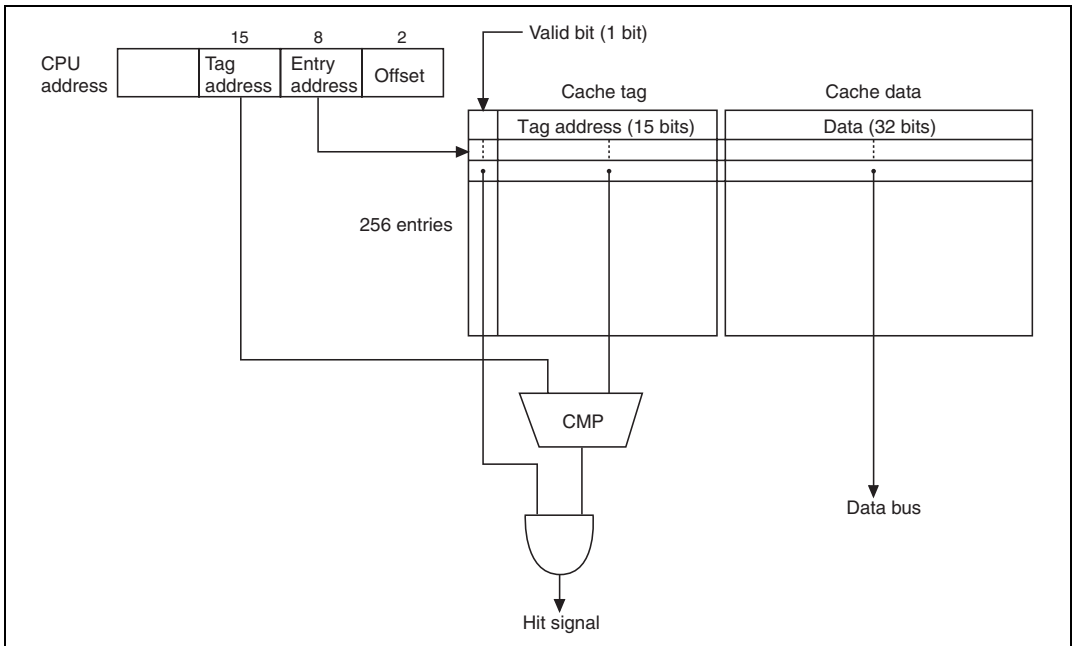 15
8
2
Valid bit (1 bit)
CPU
address
Tag
address
Entry
address
Offset
Cache tag
Cache data
Tag address (15 bits)
Data (32 bits)
256 entries
CMP
Data bus
Hit signal